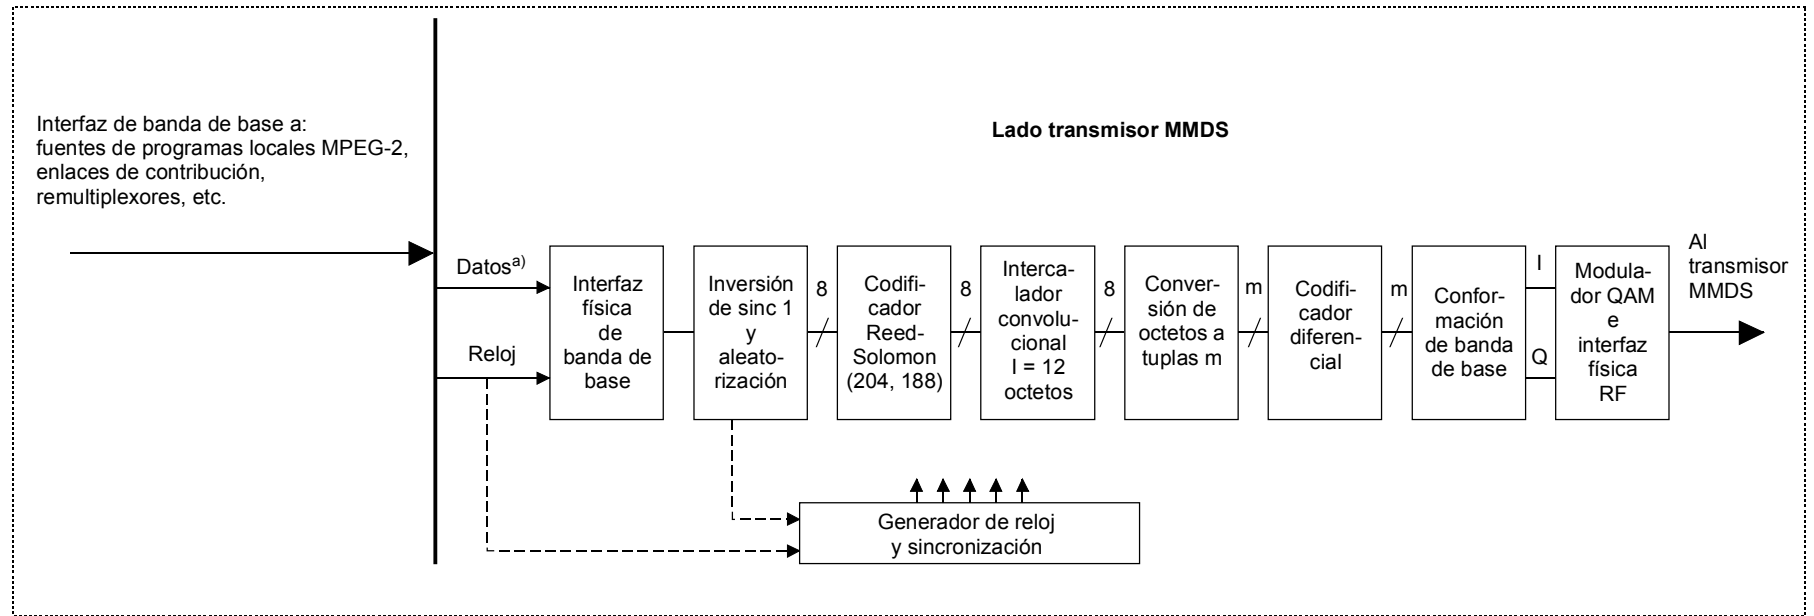 Interfaz de banda de base a:
fuentes de programas locales MPEG-2,
enlaces de contribución,
remultiplexores, etc.
Lado transmisor MMDS
Datosa)
Reloj
Interfaz
física
de
banda de
base
Inversión
de sinc 1
y
aleato-
rización
8
Codifi-
cador
Reed-
Solomon
(204, 188)
8
Interca-
lador
convolu-
cional
I = 12
octetos
8
Conver-
sión de
octetos a
tuplas m
m
Codifi-
cador
diferen-
cial
m
Confor-
mación
de banda
de base
I
Q
Modula-
dor QAM
e
interfaz
física
RF
Al
transmisor
MMDS
Generador de reloj
y sincronización